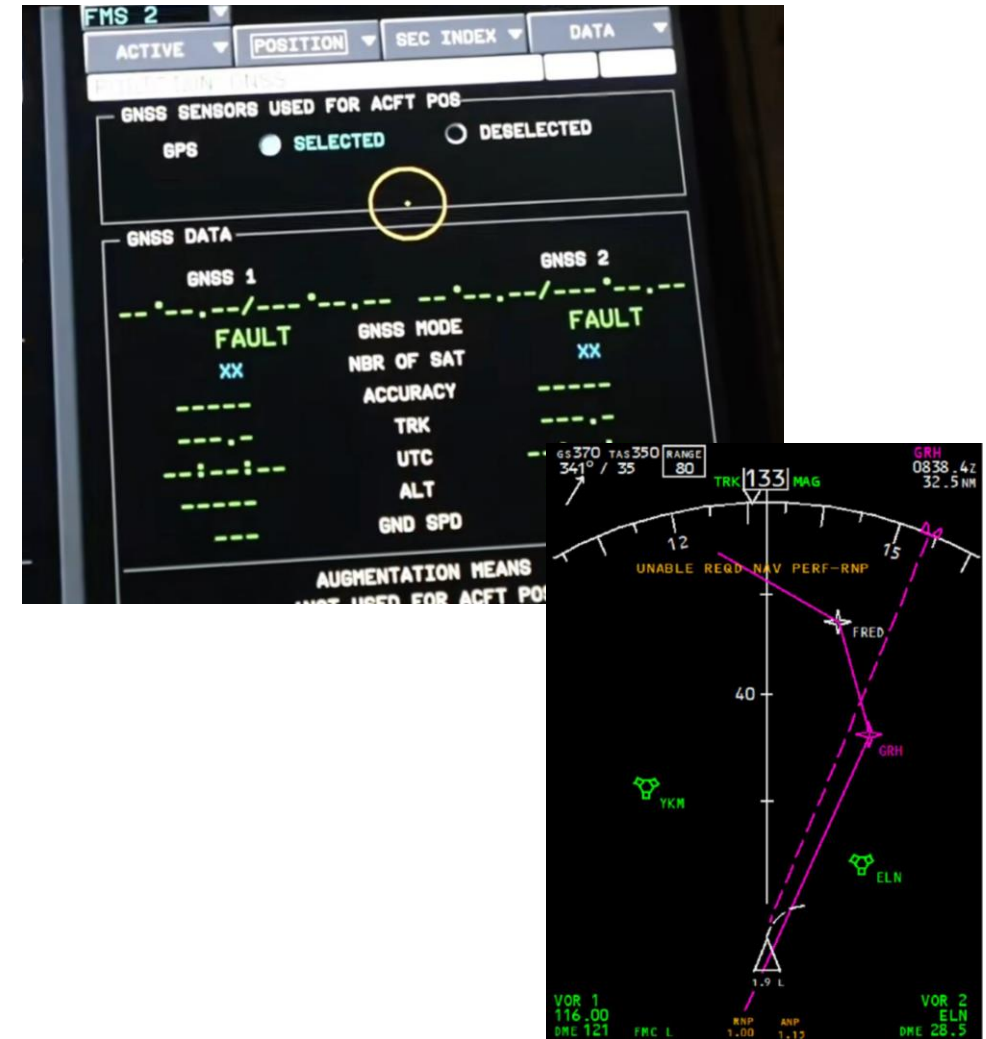 FMS 2
ACTIVE POSITION SEC INDEX DATA
GNSS SENSORS USED FOR ACFT POS
GPS SELECTED DESELECTED
GNSS DATA
GNSS 1 GNSS 2
--°--.--/---°--.-- --°--.--/---°--.--
FAULT GNSS MODE FAULT
XX NBR OF SAT XX
----- ACCURACY -----
---.- TRK ---.-
--:--:-- UTC
----- ALT
--- GND SPD
AUGMENTATION MEANS
USED FOR ACFT
GS370 TAS350 RANGE 80
341° / 35
TRK 133 MAG
GRH
0838.4Z
32.5NM
12
15
UNABLE REQD NAV PERF-RNP
FRED
40
GRH
YKM
ELN
1.9 L
VOR 1
116.00
DME 121
FMC L
RNP
1.00
ANP
VOR 2
ELN
DME 28.5